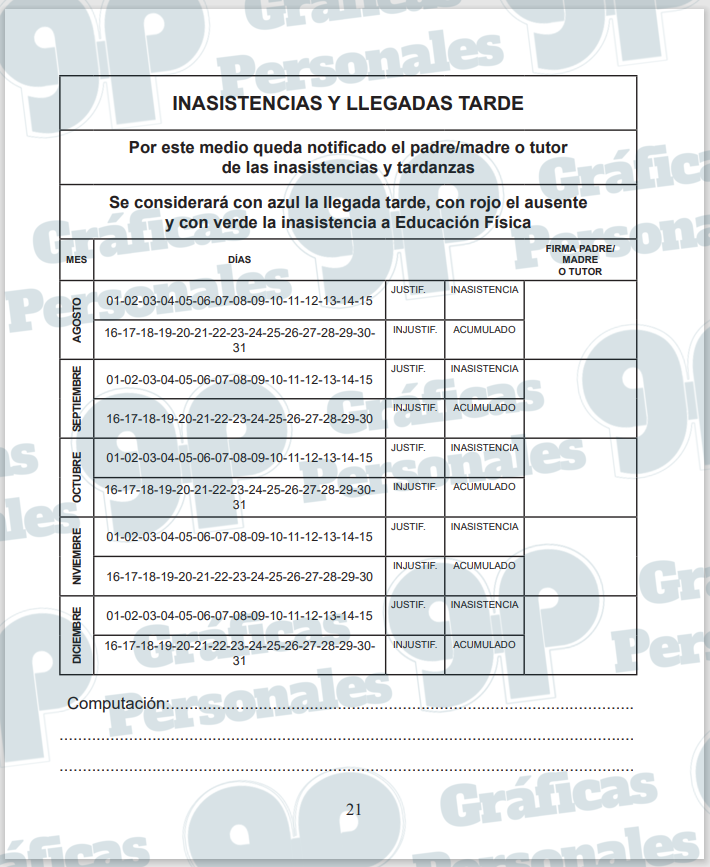 INASISTENCIAS Y LLEGADAS TARDE
Por este medio queda notificado el padre/madre o tutor
de las inasistencias y tardanzas
Se considerará con azul la llegada tarde, con rojo el ausente
y con verde la inasistencia a Educación Física
MES
DÍAS
FIRMA PADRE/
MADRE
O TUTOR
AGOSTO
01-02-03-04-05-06-07-08-09-10-11-12-13-14-15
JUSTIF.
INASISTENCIA
16-17-18-19-20-21-22-23-24-25-26-27-28-29-30-
31
INJUSTIF.
ACUMULADO
SEPTIEMBRE
01-02-03-04-05-06-07-08-09-10-11-12-13-14-15
JUSTIF.
INASISTENCIA
16-17-18-19-20-21-22-23-24-25-26-27-28-29-30
INJUSTIF.
ACUMULADO
OCTUBRE
01-02-03-04-05-06-07-08-09-10-11-12-13-14-15
JUSTIF.
INASISTENCIA
16-17-18-19-20-21-22-23-24-25-26-27-28-29-30-
31
INJUSTIF.
ACUMULADO
NIVIEMBRE
01-02-03-04-05-06-07-08-09-10-11-12-13-14-15
JUSTIF.
INASISTENCIA
16-17-18-19-20-21-22-23-24-25-26-27-28-29-30
INJUSTIF.
ACUMULADO
DICIEMBRE
01-02-03-04-05-06-07-08-09-10-11-12-13-14-15
JUSTIF.
INASISTENCIA
16-17-18-19-20-21-22-23-24-25-26-27-28-29-30-
31
INJUSTIF.
ACUMULADO
Computación:
21
gp Gráficas
Personales